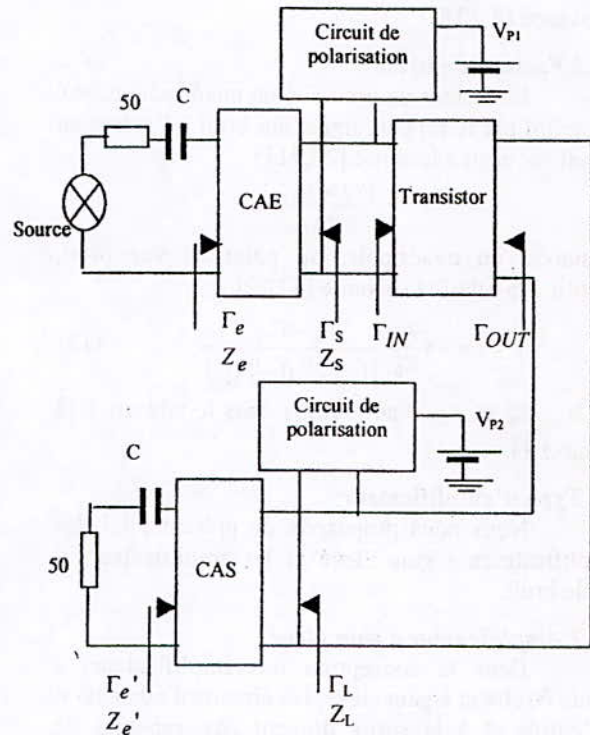 Circuit de
polarisation
V_P1
50
C
Source
CAE
Transistor
Γ_e
Z_e
Γ_S
Z_S
Γ_IN
Γ_OUT
Circuit de
polarisation
V_P2
C
50
CAS
Γ_e'
Z_e'
Γ_L
Z_L